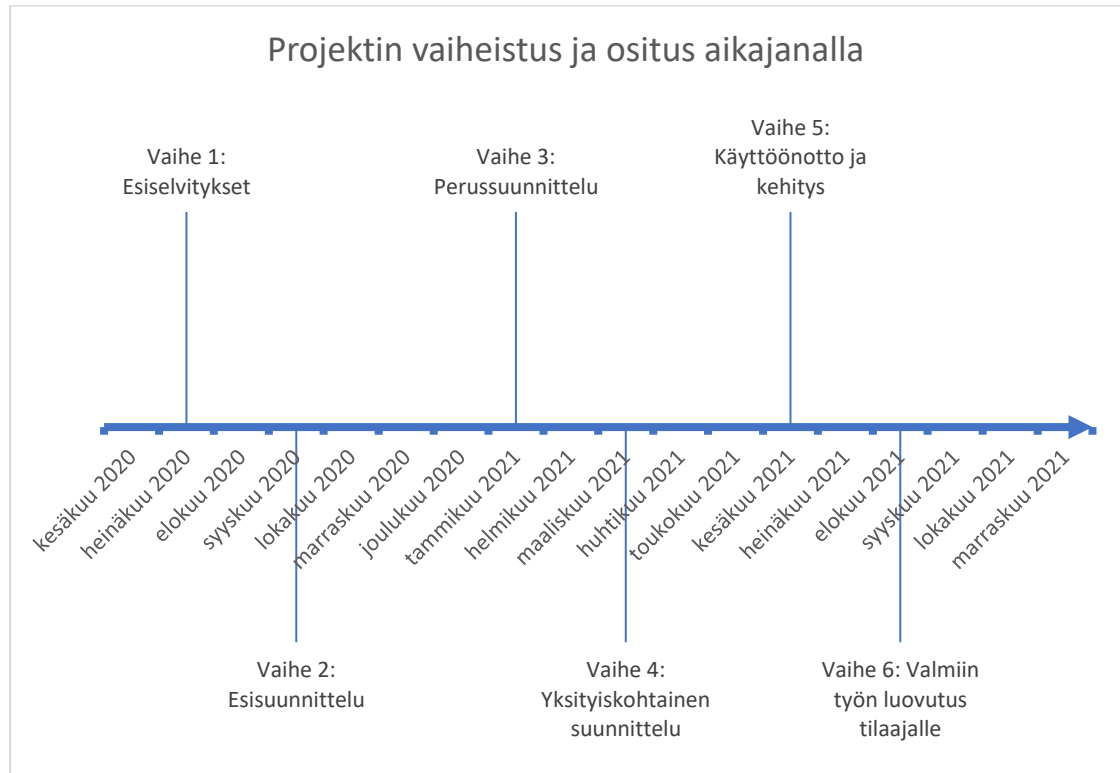 Projektin vaiheistus ja ositus aikajanalla
Vaihe 1:
Esiselvitykset
Vaihe 3:
Perussuunnittelu
Vaihe 5:
Käyttöönotto ja
kehitys
kesäkuu 2020
heinäkuu 2020
elokuu 2020
syyskuu 2020
lokakuu 2020
marraskuu 2020
joulukuu 2020
tammikuu 2021
helmikuu 2021
maaliskuu 2021
huhtikuu 2021
toukokuu 2021
kesäkuu 2021
heinäkuu 2021
elokuu 2021
syyskuu 2021
lokakuu 2021
marraskuu 2021
Vaihe 2:
Esisuunnittelu
Vaihe 4:
Yksityiskohtainen
suunnittelu
Vaihe 6: Valmiin
työn luovutus
tilaajalle